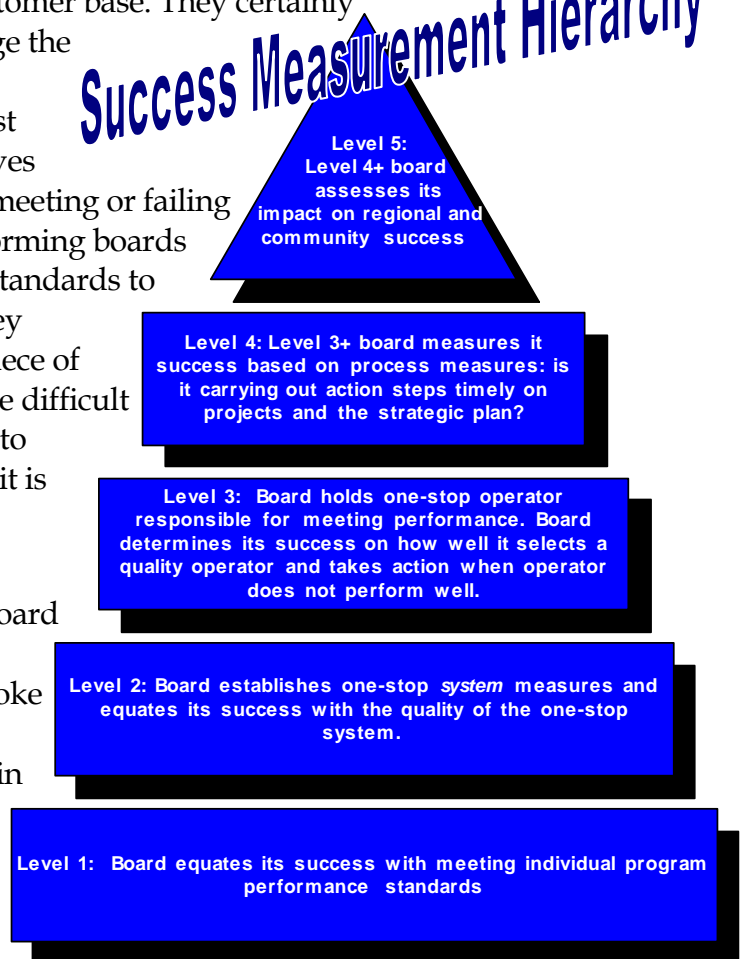 tomer base. They certainly
ge the
st
ves
meeting or failing
orming boards
standards to
ey
iece of
e difficult
to
it is
oard
oke
in
Success Measurement Hierarchy
Level 5:
Level 4+ board
assesses its
impact on regional and
community success
Level 4: Level 3+ board measures it
success based on process measures: is
it carrying out action steps timely on
projects and the strategic plan?
Level 3: Board holds one-stop operator
responsible for meeting performance. Board
determines its success on how well it selects a
quality operator and takes action when operator
does not perform well.
Level 2: Board establishes one-stop system measures and
equates its success with the quality of the one-stop
system.
Level 1: Board equates its success with meeting individual program
performance standards